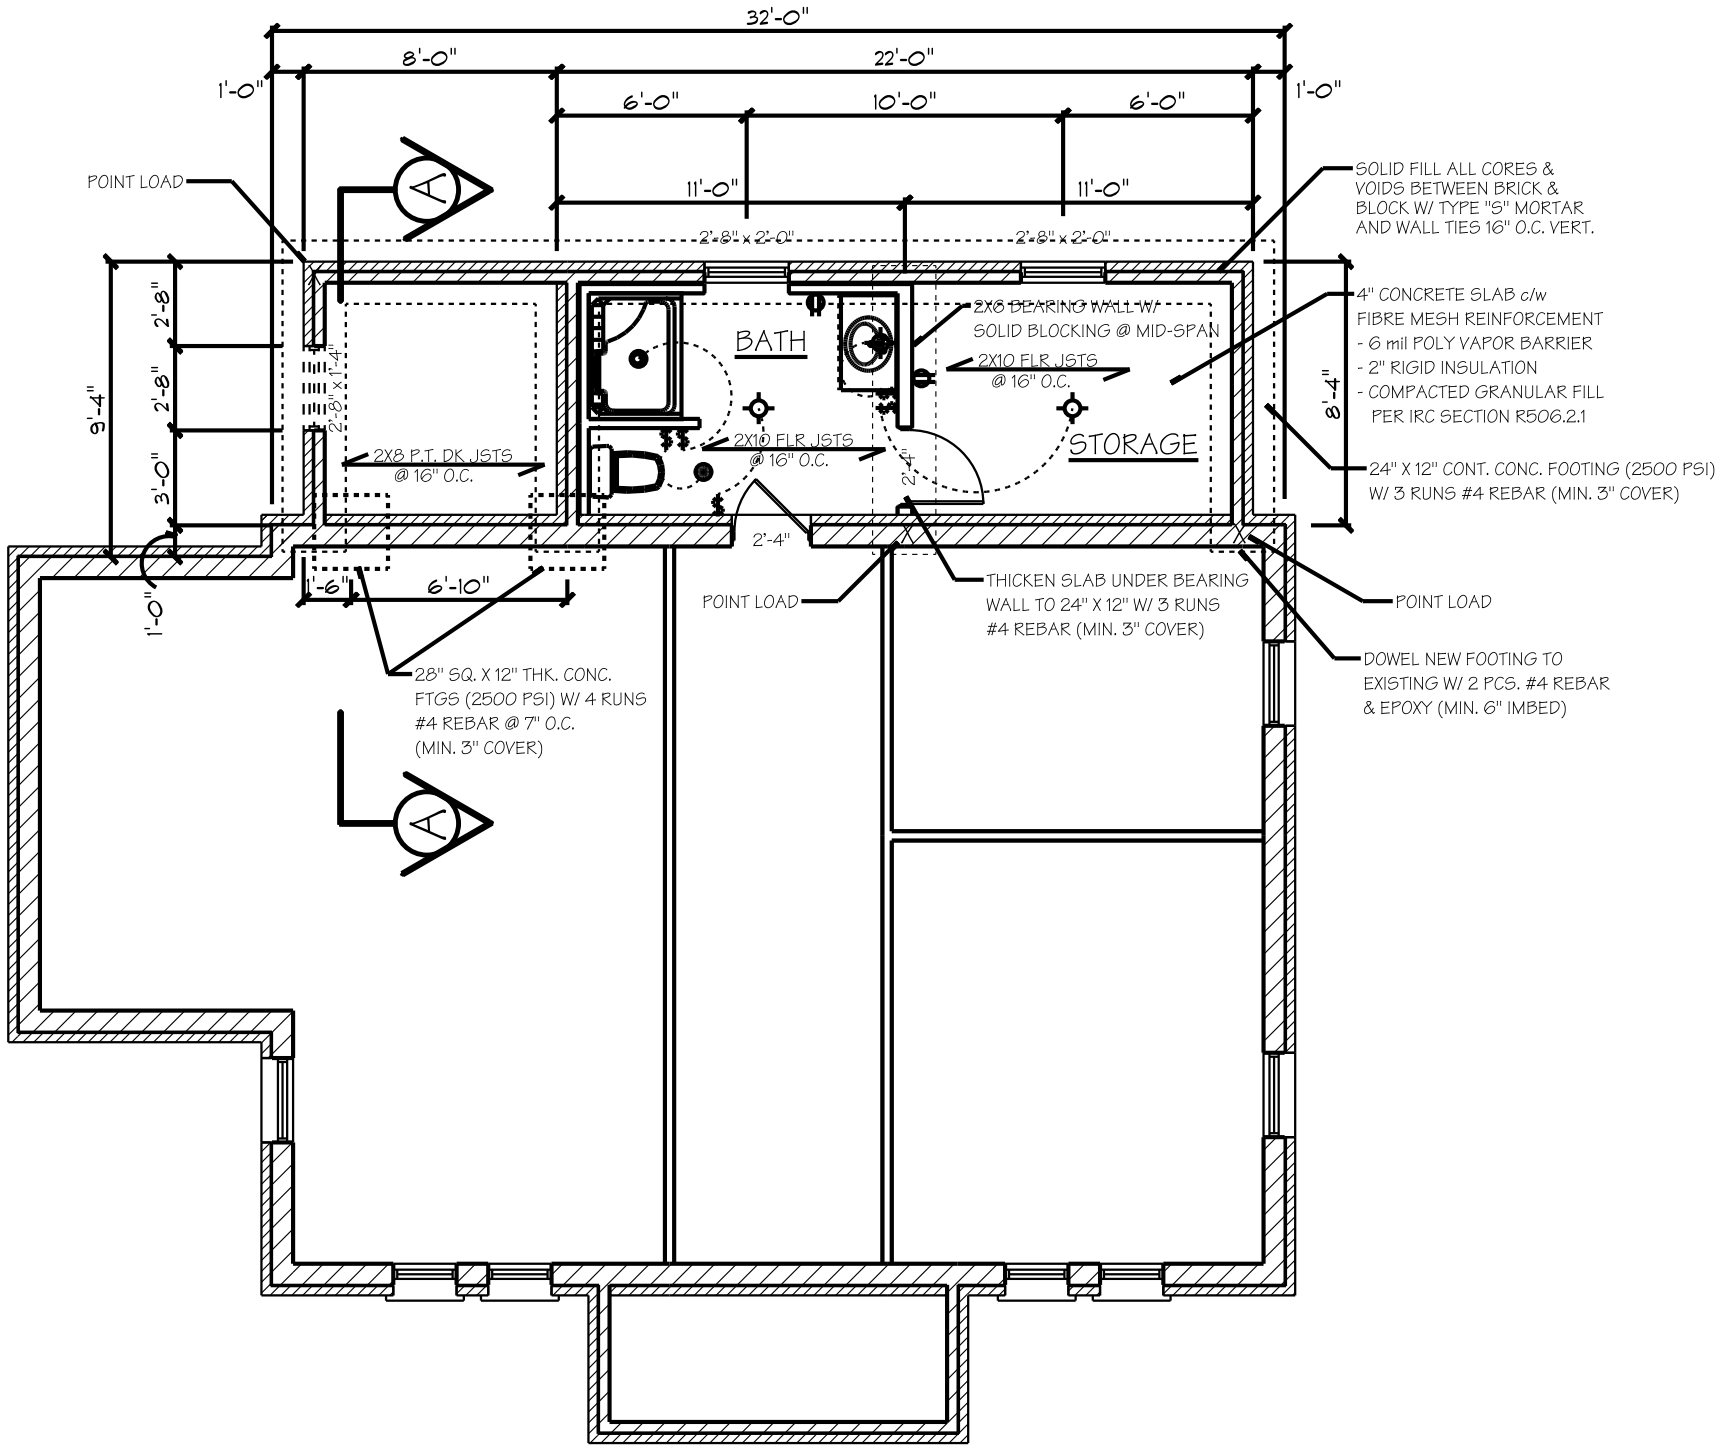 32'-0"
8'-0"
22'-0"
1'-0"
1'-0"
6'-0"
10'-0"
6'-0"
A
POINT LOAD
11'-0"
11'-0"
SOLID FILL ALL CORES &
VOIDS BETWEEN BRICK &
BLOCK W/ TYPE "S" MORTAR
AND WALL TIES 16" O.C. VERT.
2'-8" x 2'-0"
2'-8" x 2'-0"
2'-8"
2'-8"
3'-0"
9'-4"
1'-0"
2'-8" x 1'-4"
BATH
2X6 BEARING WALL W/
SOLID BLOCKING @ MID-SPAN
2X10 FLR JSTS
@ 16" O.C.
4" CONCRETE SLAB c/w
FIBRE MESH REINFORCEMENT
- 6 mil POLY VAPOR BARRIER
- 2" RIGID INSULATION
- COMPACTED GRANULAR FILL
PER IRC SECTION R506.2.1
8'-4"
STORAGE
2X8 P.T. DK JSTS
@ 16" O.C.
2X10 FLR JSTS
@ 16" O.C.
2'-4"
24" X 12" CONT. CONC. FOOTING (2500 PSI)
W/ 3 RUNS #4 REBAR (MIN. 3" COVER)
2'-4"
1'-6"
6'-10"
POINT LOAD
THICKEN SLAB UNDER BEARING
WALL TO 24" X 12" W/ 3 RUNS
#4 REBAR (MIN. 3" COVER)
POINT LOAD
28" SQ. X 12" THK. CONC.
FTGS (2500 PSI) W/ 4 RUNS
#4 REBAR @ 7" O.C.
(MIN. 3" COVER)
DOWEL NEW FOOTING TO
EXISTING W/ 2 PCS. #4 REBAR
& EPOXY (MIN. 6" IMBED)
A